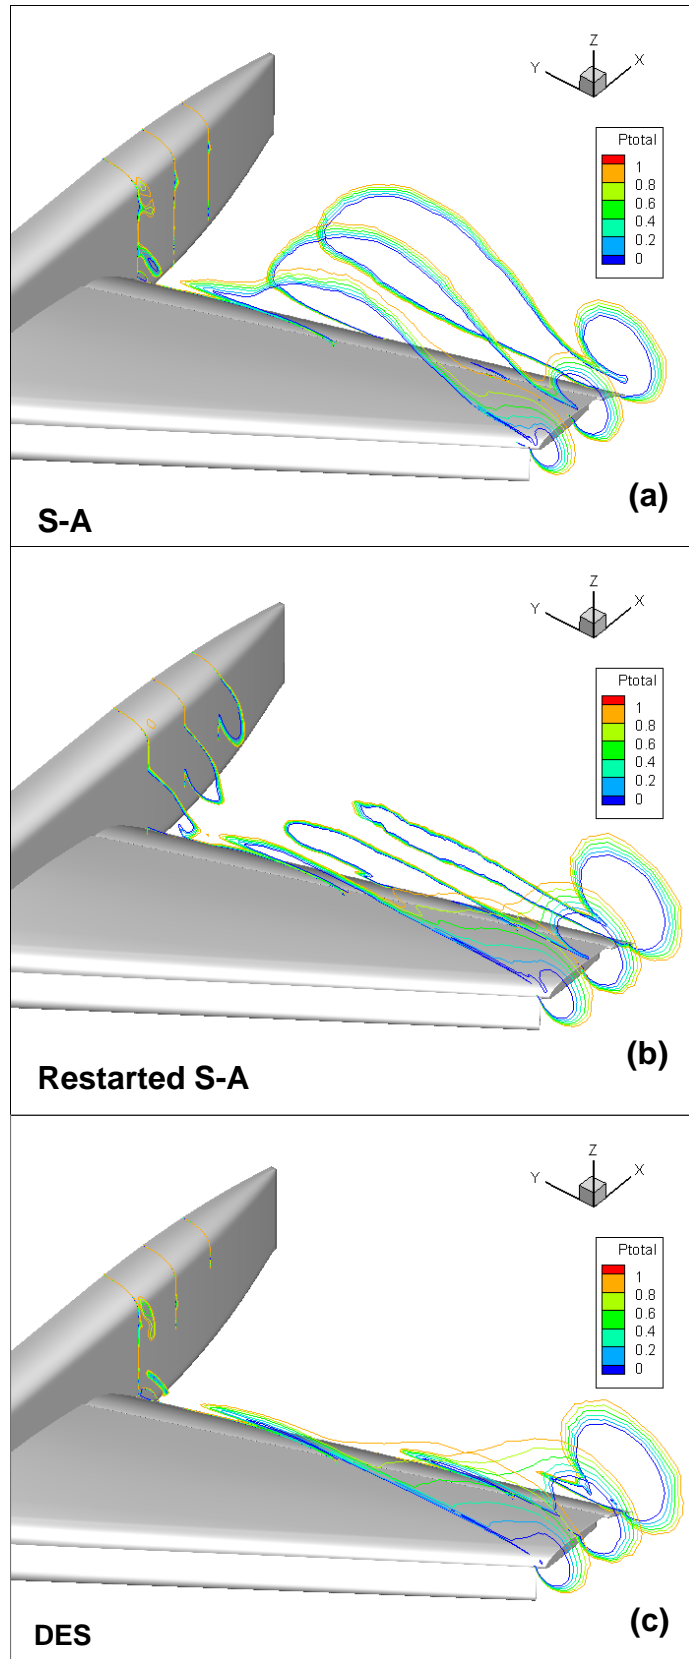 Z
Y
X
Ptotal
1
0.8
0.6
0.4
0.2
0
(a)
S-A
Z
Y
X
Ptotal
1
0.8
0.6
0.4
0.2
0
(b)
Restarted S-A
Z
Y
X
Ptotal
1
0.8
0.6
0.4
0.2
0
(c)
DES